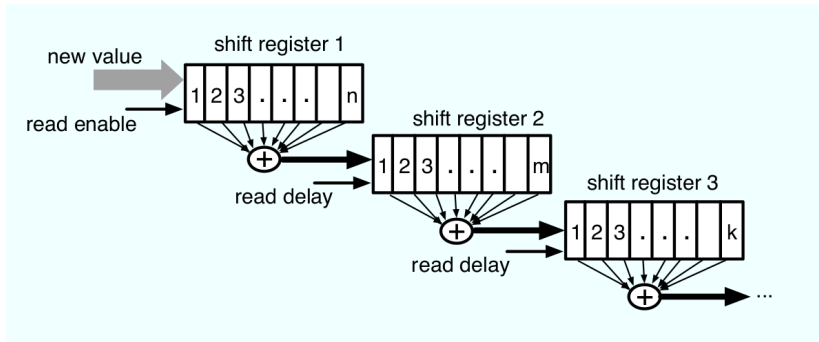 shift register 1
new value
1 2 3 . . . n
read enable
+
shift register 2
1 2 3 . . . m
read delay
+
shift register 3
1 2 3 . . . k
read delay
+ ...